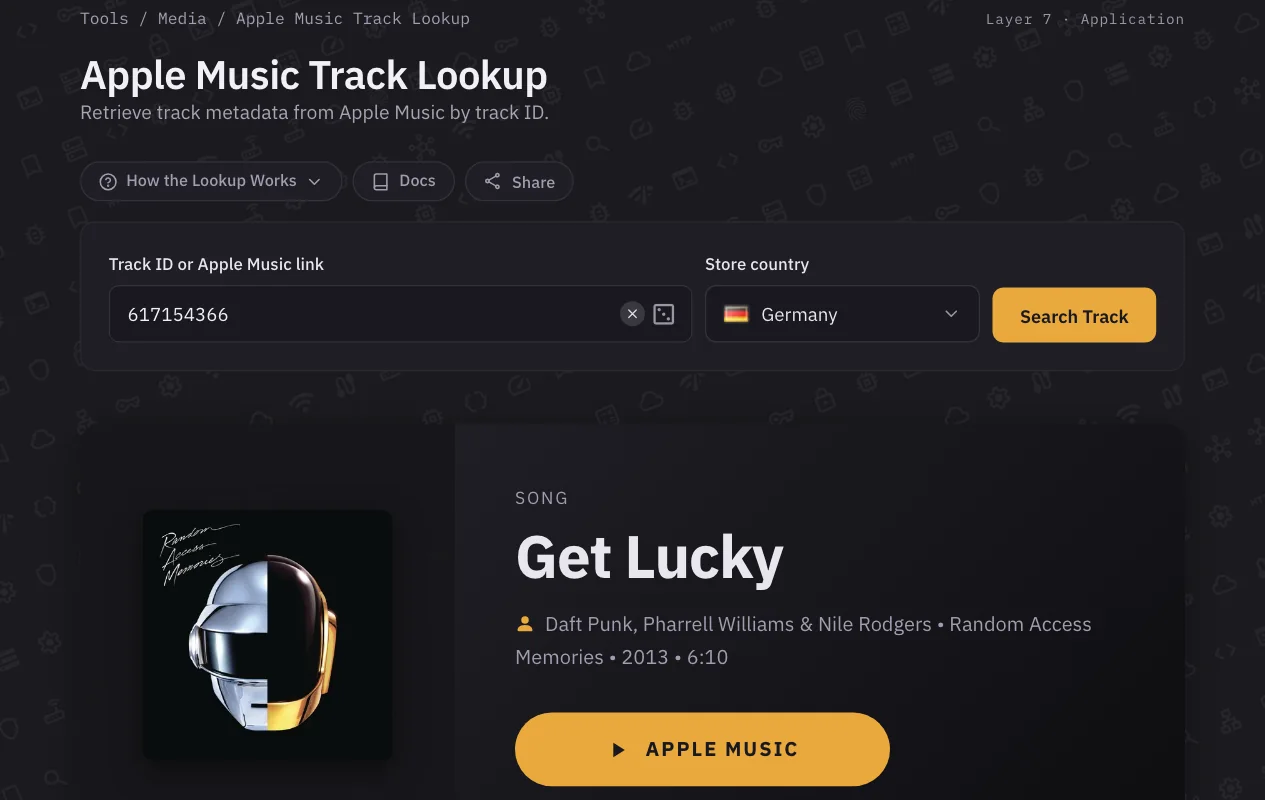 Tools / Media / Apple Music Track Lookup
Layer 7 · Application
Apple Music Track Lookup
Retrieve track metadata from Apple Music by track ID.
How the Lookup Works
Docs
Share
Track ID or Apple Music link
Store country
617154366
Germany
Search Track
Random
Access
Memories
SONG
Get Lucky
Daft Punk, Pharrell Williams & Nile Rodgers • Random Access
Memories • 2013 • 6:10
APPLE MUSIC